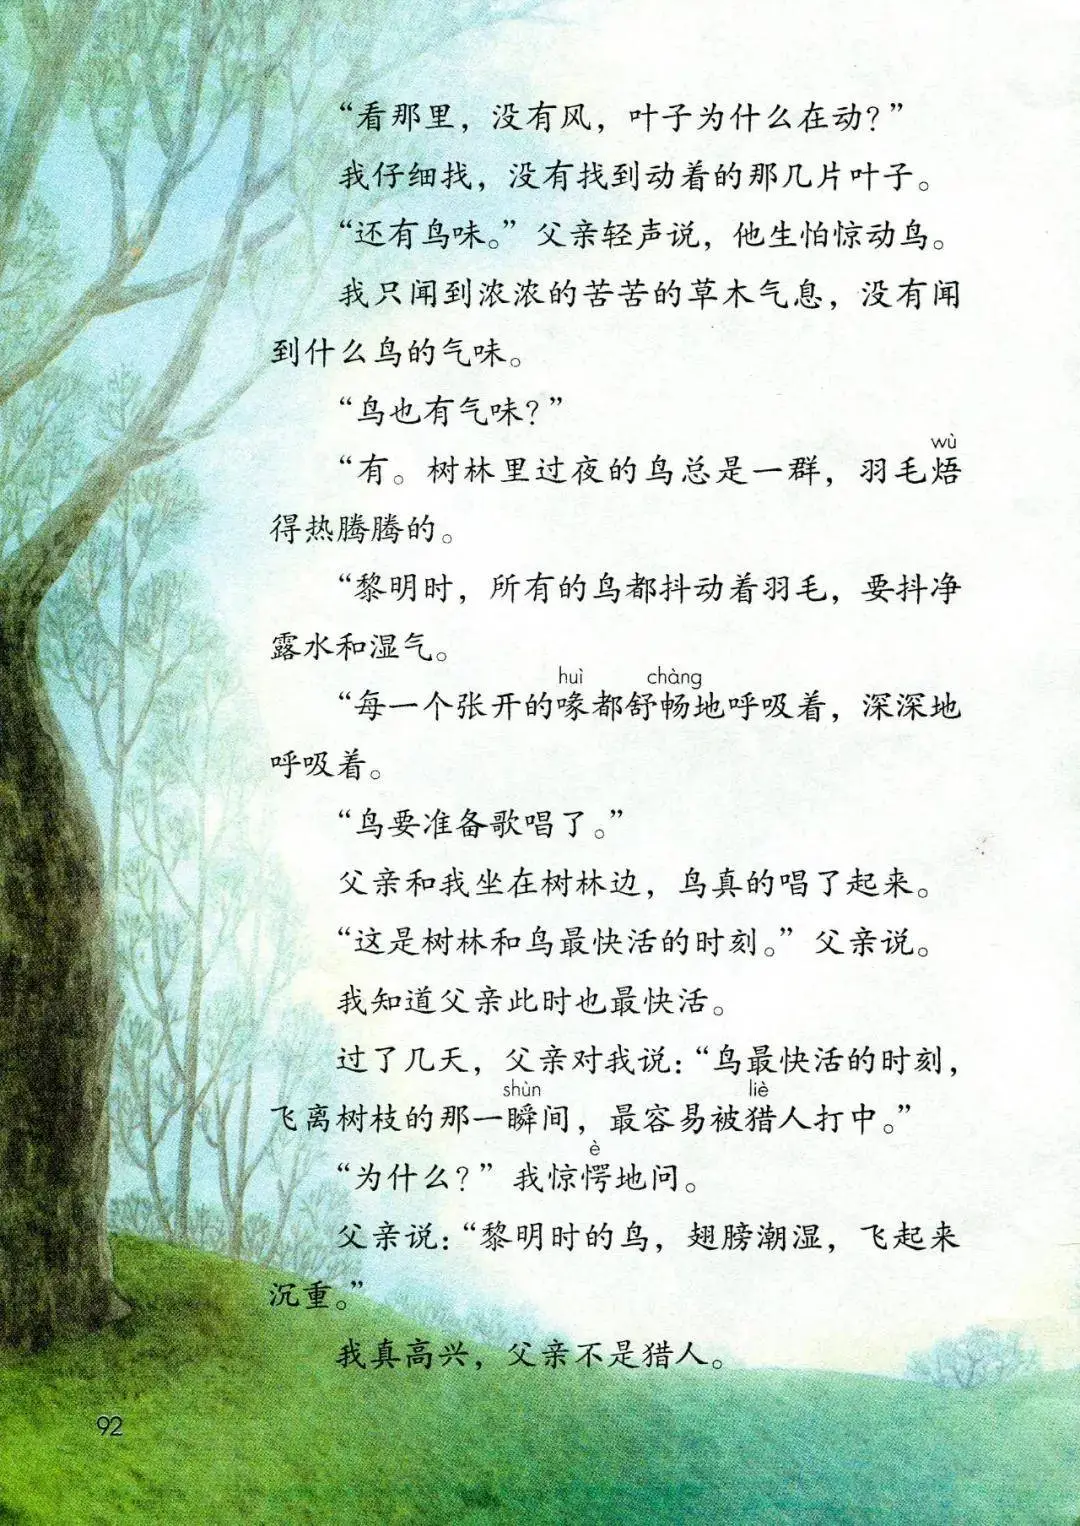 “看那里，没有风，叶子为什么在动？”
我仔细找，没有找到动着的那几片叶子。
“还有鸟味。”父亲轻声说，他生怕惊动鸟。
我只闻到浓浓的苦苦的草木气息，没有闻
到什么鸟的气味。
“鸟也有气味？”
wù
“有。树林里过夜的鸟总是一群，羽毛焐
得热腾腾的。
“黎明时，所有的鸟都抖动着羽毛，要抖净
露水和湿气。
huì chàng
“每一个张开的喙都舒畅地呼吸着，深深地
呼吸着。
“鸟要准备歌唱了。”
父亲和我坐在树林边，鸟真的唱了起来。
“这是树林和鸟最快活的时刻。”父亲说。
我知道父亲此时也最快活。
过了几天，父亲对我说：“鸟最快活的时刻，
shùn liè
飞离树枝的那一瞬间，最容易被猎人打中。”
è
“为什么？”我惊愕地问。
父亲说：“黎明时的鸟，翅膀潮湿，飞起来
沉重。”
我真高兴，父亲不是猎人。
92